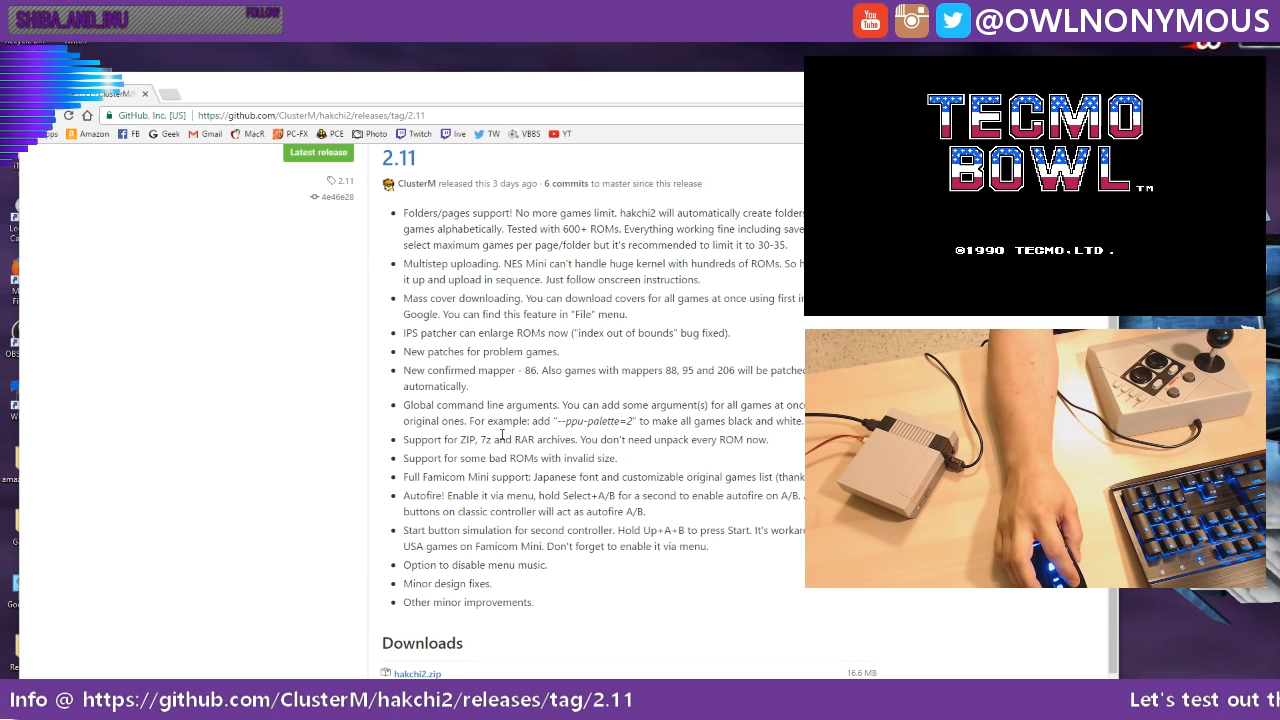 SHIBA_AND_INU
FOLLOW
@OWLNONYMOUS
You
Tube
GitHub, Inc. [US]
https://github.com/ClusterM/hakchi2/releases/tag/2.11
Amazon
FB
Geek
Gmail
MacR
PC-FX
PCE
Photo
Twitch
live
TW
VBBS
YT
Latest release
2.11
2.11
4e46e28
ClusterM released this 3 days ago · 6 commits to master since this release
Folders/pages support! No more games limit. hakchi2 will automatically create folder
games alphabetically. Tested with 600+ ROMs. Everything working fine including save
select maximum games per page/folder but it's recommended to limit it to 30-35.
Multistep uploading. NES Mini can't handle huge kernel with hundreds of ROMs. So h
it up and upload in sequence. Just follow onscreen instructions.
Mass cover downloading. You can download covers for all games at once using first in
Google. You can find this feature in "File" menu.
IPS patcher can enlarge ROMs now ("index out of bounds" bug fixed).
New patches for problem games.
New confirmed mapper - 86. Also games with mappers 88, 95 and 206 will be patched
automatically.
Global command line arguments. You can add some argument(s) for all games at onc
original ones. For example: add "--ppu-palette=2" to make all games black and white.
Support for ZIP, 7z and RAR archives. You don't need unpack every ROM now.
Support for some bad ROMs with invalid size.
Full Famicom Mini support: Japanese font and customizable original games list (thank
Autofire! Enable it via menu, hold Select+A/B for a second to enable autofire on A/B.
buttons on classic controller will act as autofire A/B.
Start button simulation for second controller. Hold Up+A+B to press Start. It's workar
USA games on Famicom Mini. Don't forget to enable it via menu.
Option to disable menu music.
Minor design fixes.
Other minor improvements.
Downloads
hakchi2.zip
16.6 MB
TECMO
BOWL™
©1990 TECMO,LTD.
Info @ https://github.com/ClusterM/hakchi2/releases/tag/2.11
Let's test out th